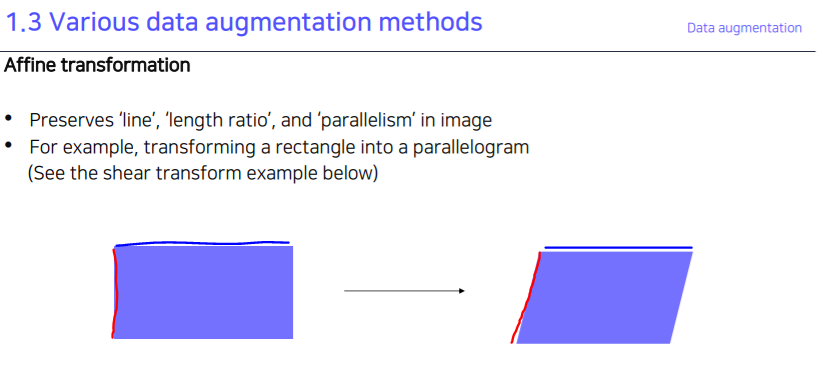 1.3 Various data augmentation methods
Data augmentation
Affine transformation
• Preserves ‘line’, ‘length ratio’, and ‘parallelism’ in image
• For example, transforming a rectangle into a parallelogram
(See the shear transform example below)